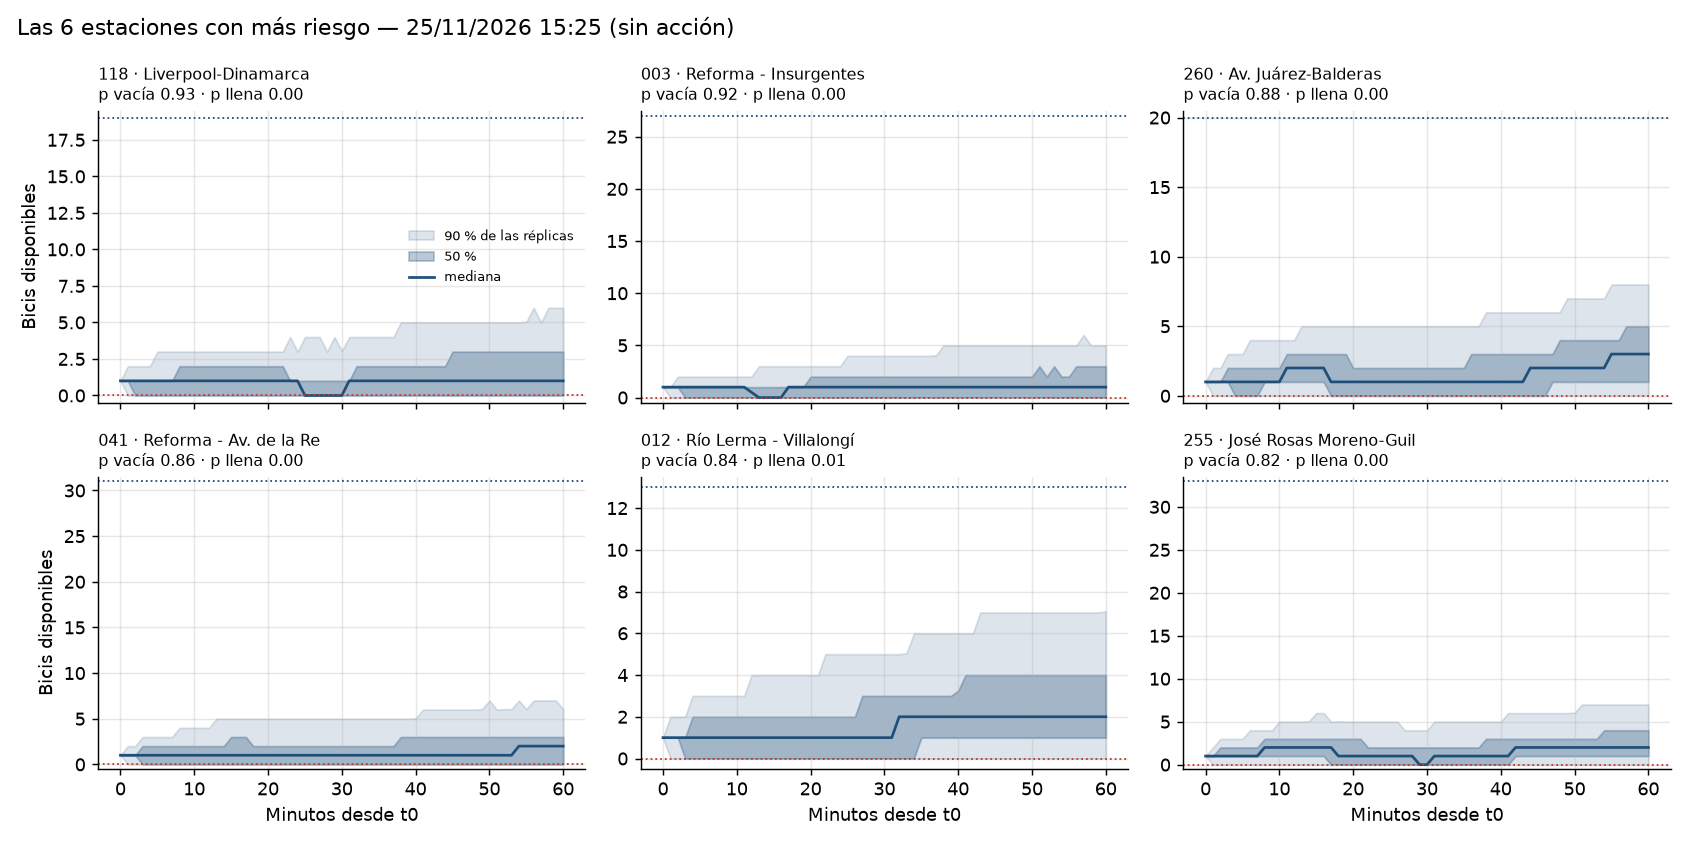 Las 6 estaciones con más riesgo — 25/11/2026 15:25 (sin acción)
118 · Liverpool-Dinamarca
p vacía 0.93 · p llena 0.00
17.5
15.0
12.5
10.0
7.5
5.0
2.5
0.0
Bicis disponibles
90 % de las réplicas
50 %
mediana
003 · Reforma - Insurgentes
p vacía 0.92 · p llena 0.00
25
20
15
10
5
0
260 · Av. Juárez-Balderas
p vacía 0.88 · p llena 0.00
20
15
10
5
0
041 · Reforma - Av. de la Re
p vacía 0.86 · p llena 0.00
30
25
20
15
10
5
0
Bicis disponibles
0 10 20 30 40 50 60
Minutos desde t0
012 · Río Lerma - Villalongí
p vacía 0.84 · p llena 0.01
12
10
8
6
4
2
0
0 10 20 30 40 50 60
Minutos desde t0
255 · José Rosas Moreno-Guil
p vacía 0.82 · p llena 0.00
30
25
20
15
10
5
0
0 10 20 30 40 50 60
Minutos desde t0